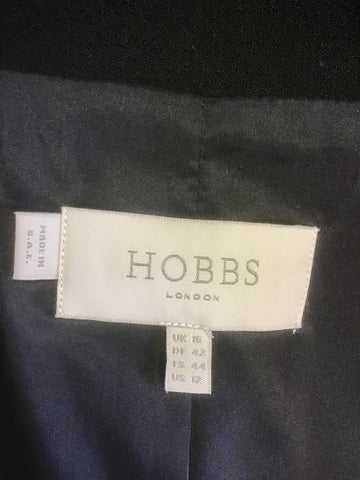 HOBBS
LONDON
MADE IN
U.A.E.
UK 16
DE 42
ES 44
US 12